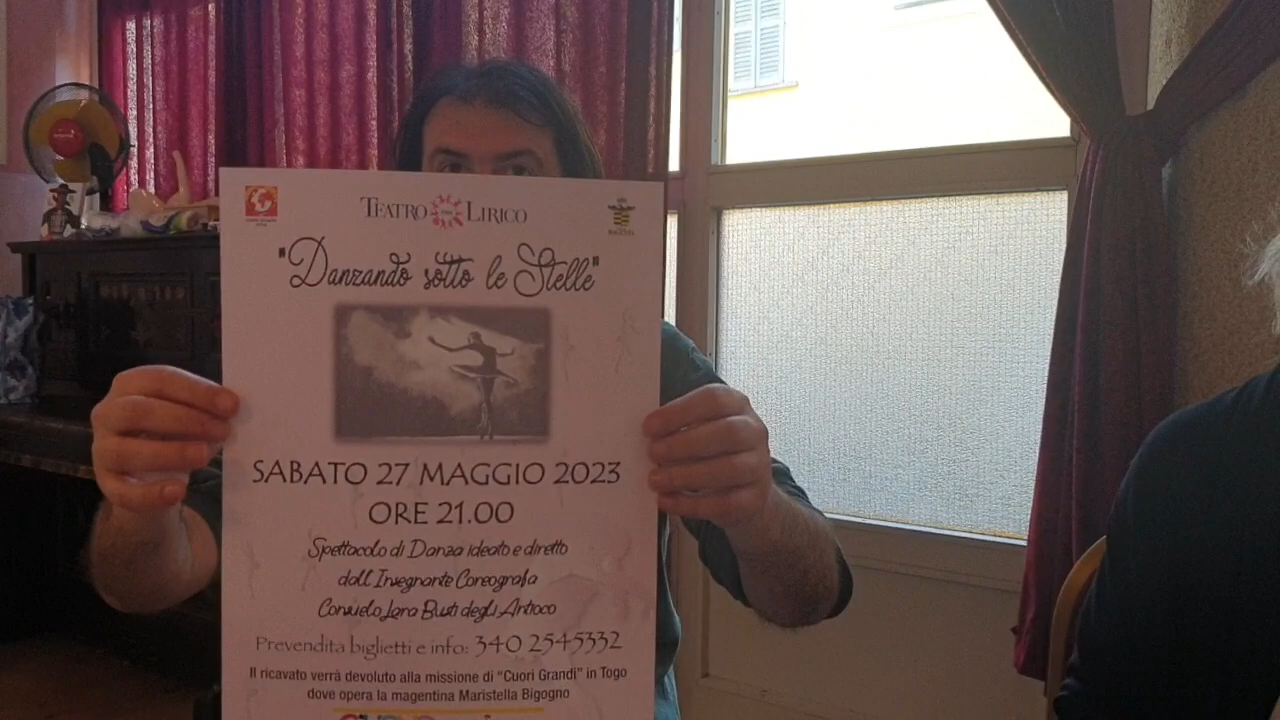 TEATRO LIRICO
"Danzando sotto le Stelle"
SABATO 27 MAGGIO 2023
ORE 21.00
Spettacolo di Danza ideato e diretto
dall'Insegnante Coreografa
Consuelo Lara Busti degli Antioco
Prevendita biglietti e info: 340 2545332
Il ricavato verrà devoluto alla missione di "Cuori Grandi" in Togo
dove opera la magentina Maristella Bigogno